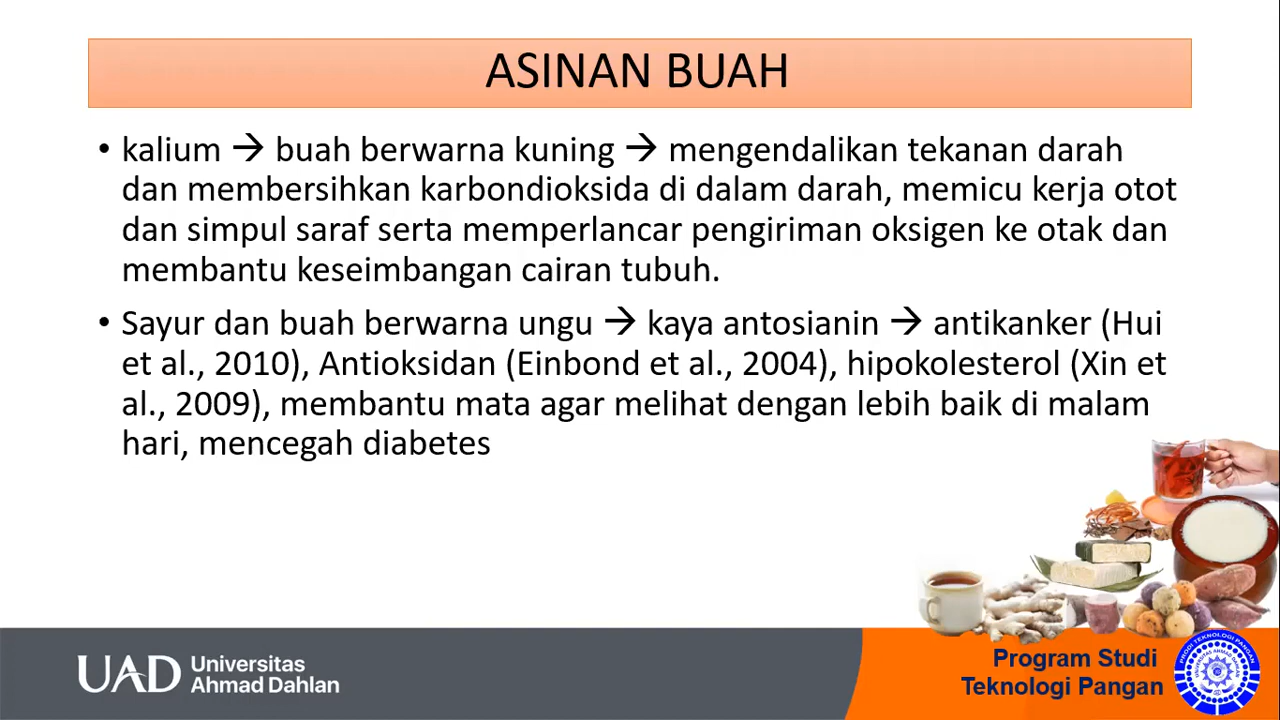 ASINAN BUAH
• kalium → buah berwarna kuning → mengendalikan tekanan darah
dan membersihkan karbondioksida di dalam darah, memicu kerja otot
dan simpul saraf serta memperlancar pengiriman oksigen ke otak dan
membantu keseimbangan cairan tubuh.
• Sayur dan buah berwarna ungu → kaya antosianin → antikanker (Hui
et al., 2010), Antioksidan (Einbond et al., 2004), hipokolesterol (Xin et
al., 2009), membantu mata agar melihat dengan lebih baik di malam
hari, mencegah diabetes
UAD Universitas
Ahmad Dahlan
Program Studi
Teknologi Pangan
PRODI TEKNOLOGI PANGAN